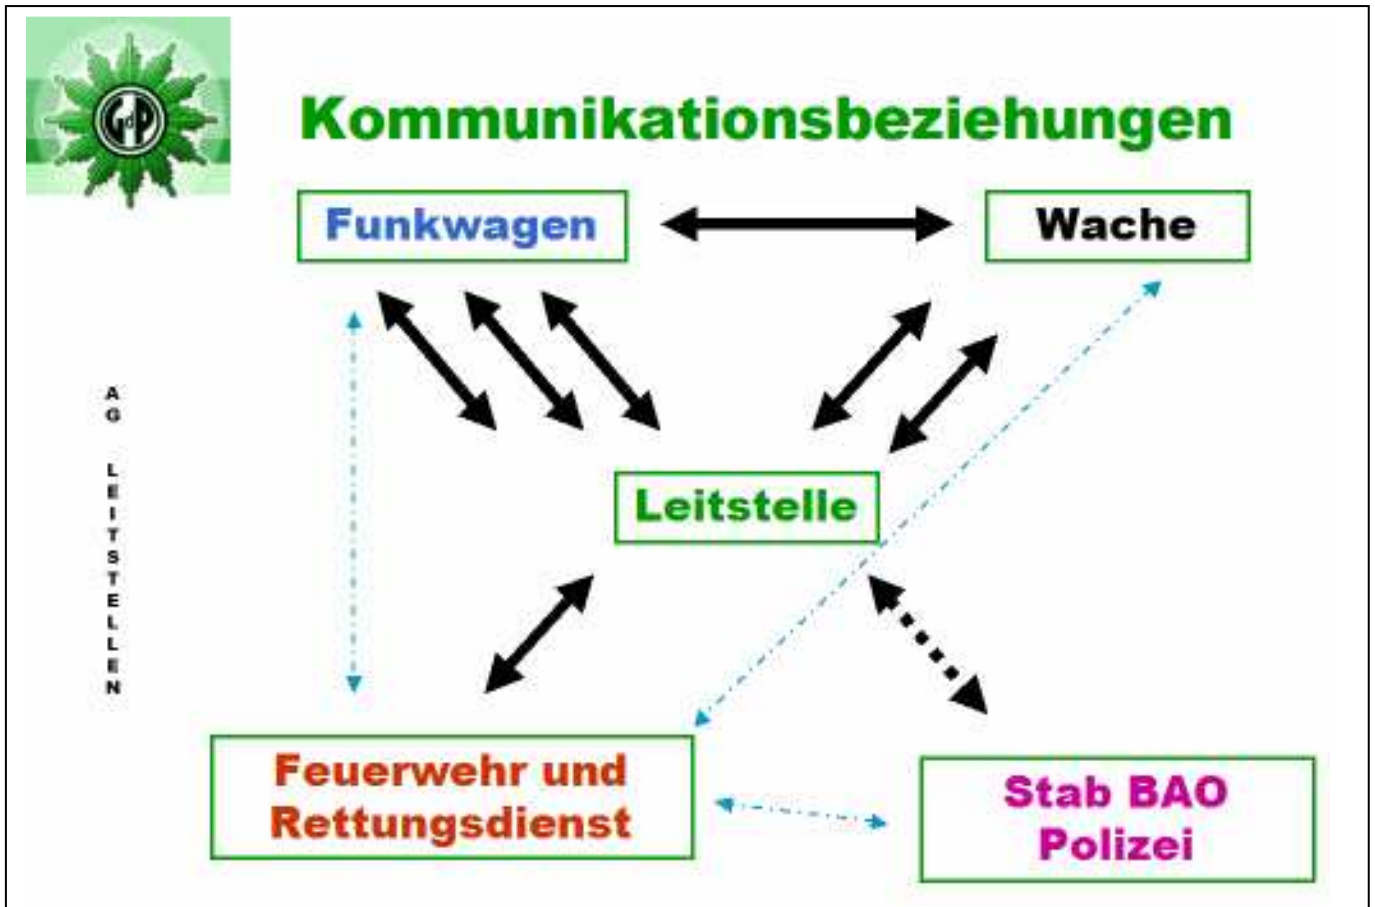 GdP
Kommunikationsbeziehungen
Funkwagen
Wache
AG LEITSTELLEN
Leitstelle
Feuerwehr und
Rettungsdienst
Stab BAO
Polizei